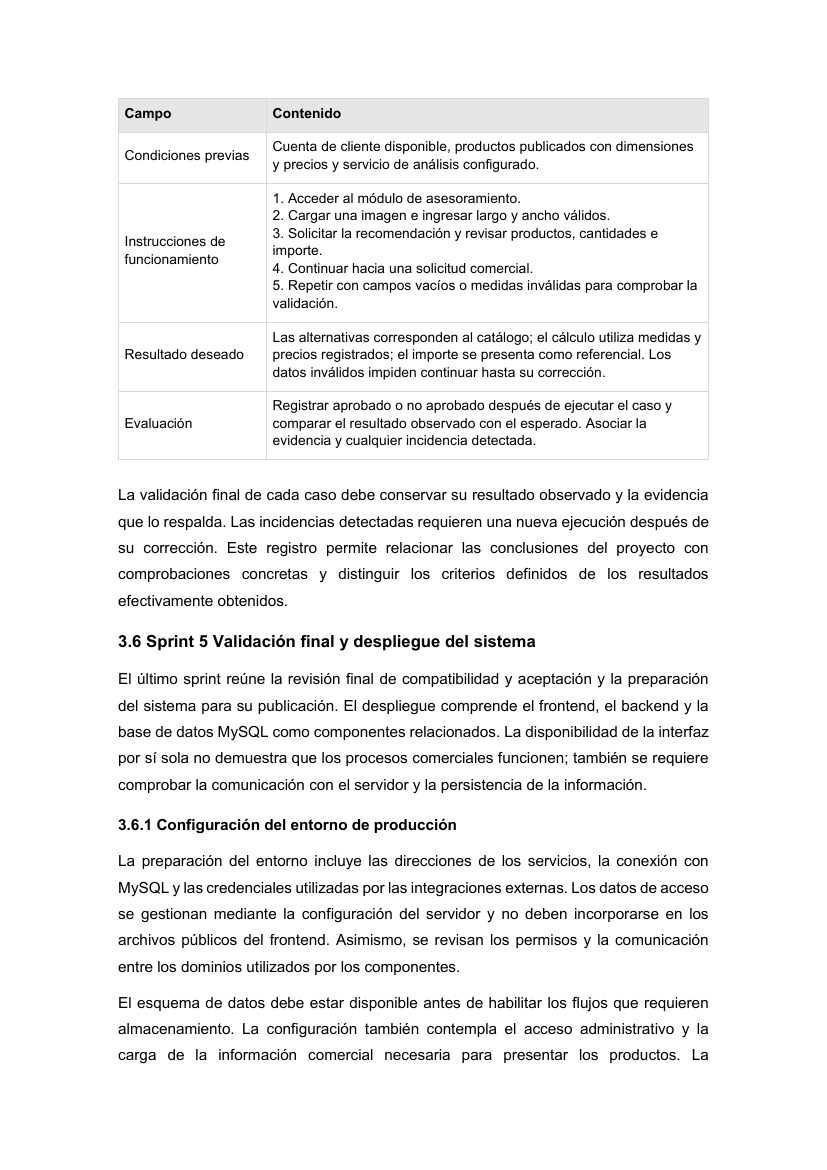 Campo Contenido
Condiciones previas
Cuenta de cliente disponible, productos publicados con dimensiones
y precios y servicio de análisis configurado.
Instrucciones de
funcionamiento
1. Acceder al módulo de asesoramiento.
2. Cargar una imagen e ingresar largo y ancho válidos.
3. Solicitar la recomendación y revisar productos, cantidades e
importe.
4. Continuar hacia una solicitud comercial.
5. Repetir con campos vacíos o medidas inválidas para comprobar la
validación.
Resultado deseado
Las alternativas corresponden al catálogo; el cálculo utiliza medidas y
precios registrados; el importe se presenta como referencial. Los
datos inválidos impiden continuar hasta su corrección.
Evaluación
Registrar aprobado o no aprobado después de ejecutar el caso y
comparar el resultado observado con el esperado. Asociar la
evidencia y cualquier incidencia detectada.
La validación final de cada caso debe conservar su resultado observado y la evidencia
que lo respalda. Las incidencias detectadas requieren una nueva ejecución después de
su corrección. Este registro permite relacionar las conclusiones del proyecto con
comprobaciones concretas y distinguir los criterios definidos de los resultados
efectivamente obtenidos.
3.6 Sprint 5 Validación final y despliegue del sistema
El último sprint reúne la revisión final de compatibilidad y aceptación y la preparación
del sistema para su publicación. El despliegue comprende el frontend, el backend y la
base de datos MySQL como componentes relacionados. La disponibilidad de la interfaz
por sí sola no demuestra que los procesos comerciales funcionen; también se requiere
comprobar la comunicación con el servidor y la persistencia de la información.
3.6.1 Configuración del entorno de producción
La preparación del entorno incluye las direcciones de los servicios, la conexión con
MySQL y las credenciales utilizadas por las integraciones externas. Los datos de acceso
se gestionan mediante la configuración del servidor y no deben incorporarse en los
archivos públicos del frontend. Asimismo, se revisan los permisos y la comunicación
entre los dominios utilizados por los componentes.
El esquema de datos debe estar disponible antes de habilitar los flujos que requieren
almacenamiento. La configuración también contempla el acceso administrativo y la
carga de la información comercial necesaria para presentar los productos. La